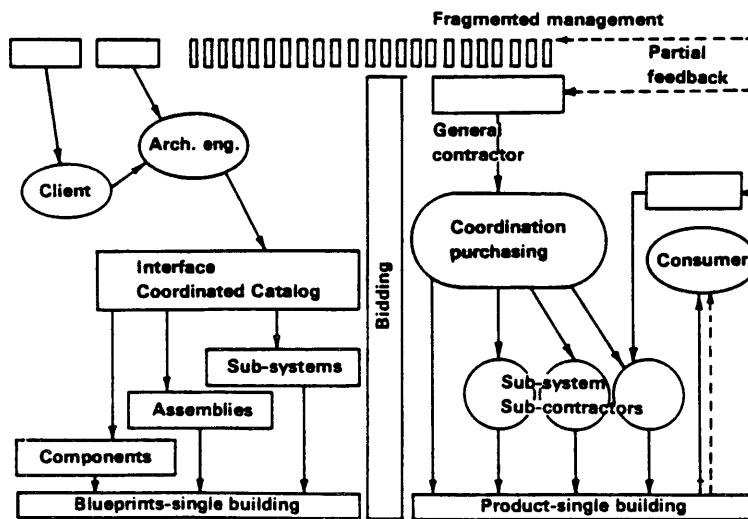 Fragmented management
Partial
feedback
General
contractor
Arch. eng.
Client
Coordination
purchasing
Consumer
Interface
Coordinated Catalog
Bidding
Sub-systems
Sub-system
Sub-contractors
Assemblies
Components
Blueprints-single building
Product-single building